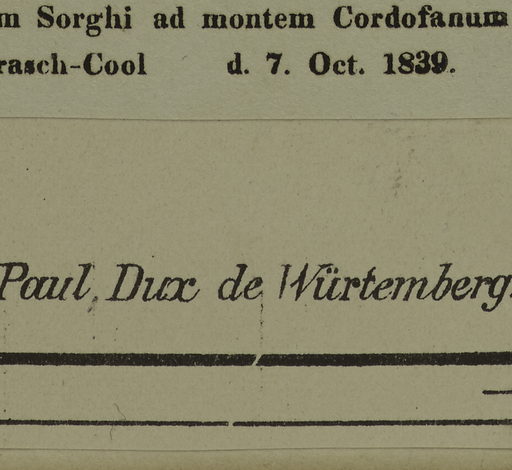 m Sorghi ad montem Cordofanum
rasch-Cool d. 7. Oct. 1839.
Paul, Dux de Würtemberg.